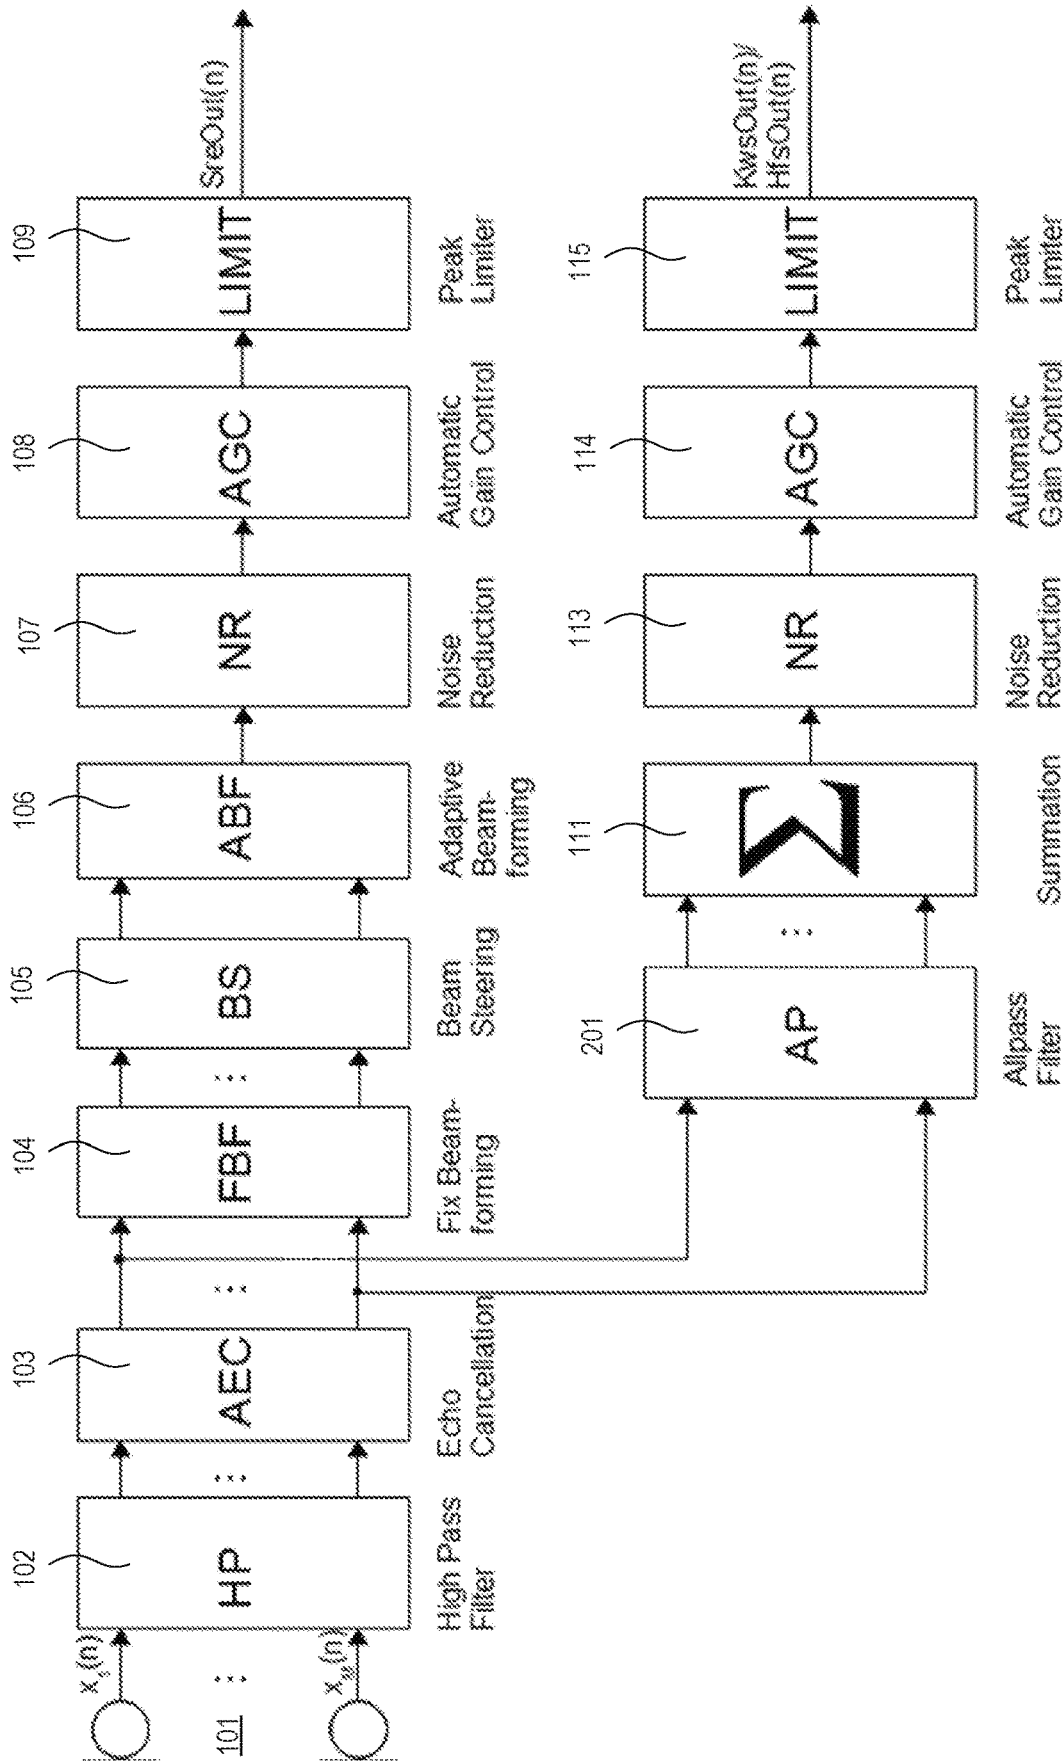 101
x₁(n)
x_M(n)
102
HP
High Pass
Filter
103
AEC
Echo
Cancellation
104
FBF
Fix Beam-
forming
105
BS
Beam
Steering
106
ABF
Adaptive
Beam-
forming
107
NR
Noise
Reduction
108
AGC
Automatic
Gain Control
109
LIMIT
Peak
Limiter
SreOut(n)
201
AP
Allpass
Filter
111
Σ
Summation
113
NR
Noise
Reduction
114
AGC
Automatic
Gain Control
115
LIMIT
Peak
Limiter
KwsOut(n)/
HfsOut(n)